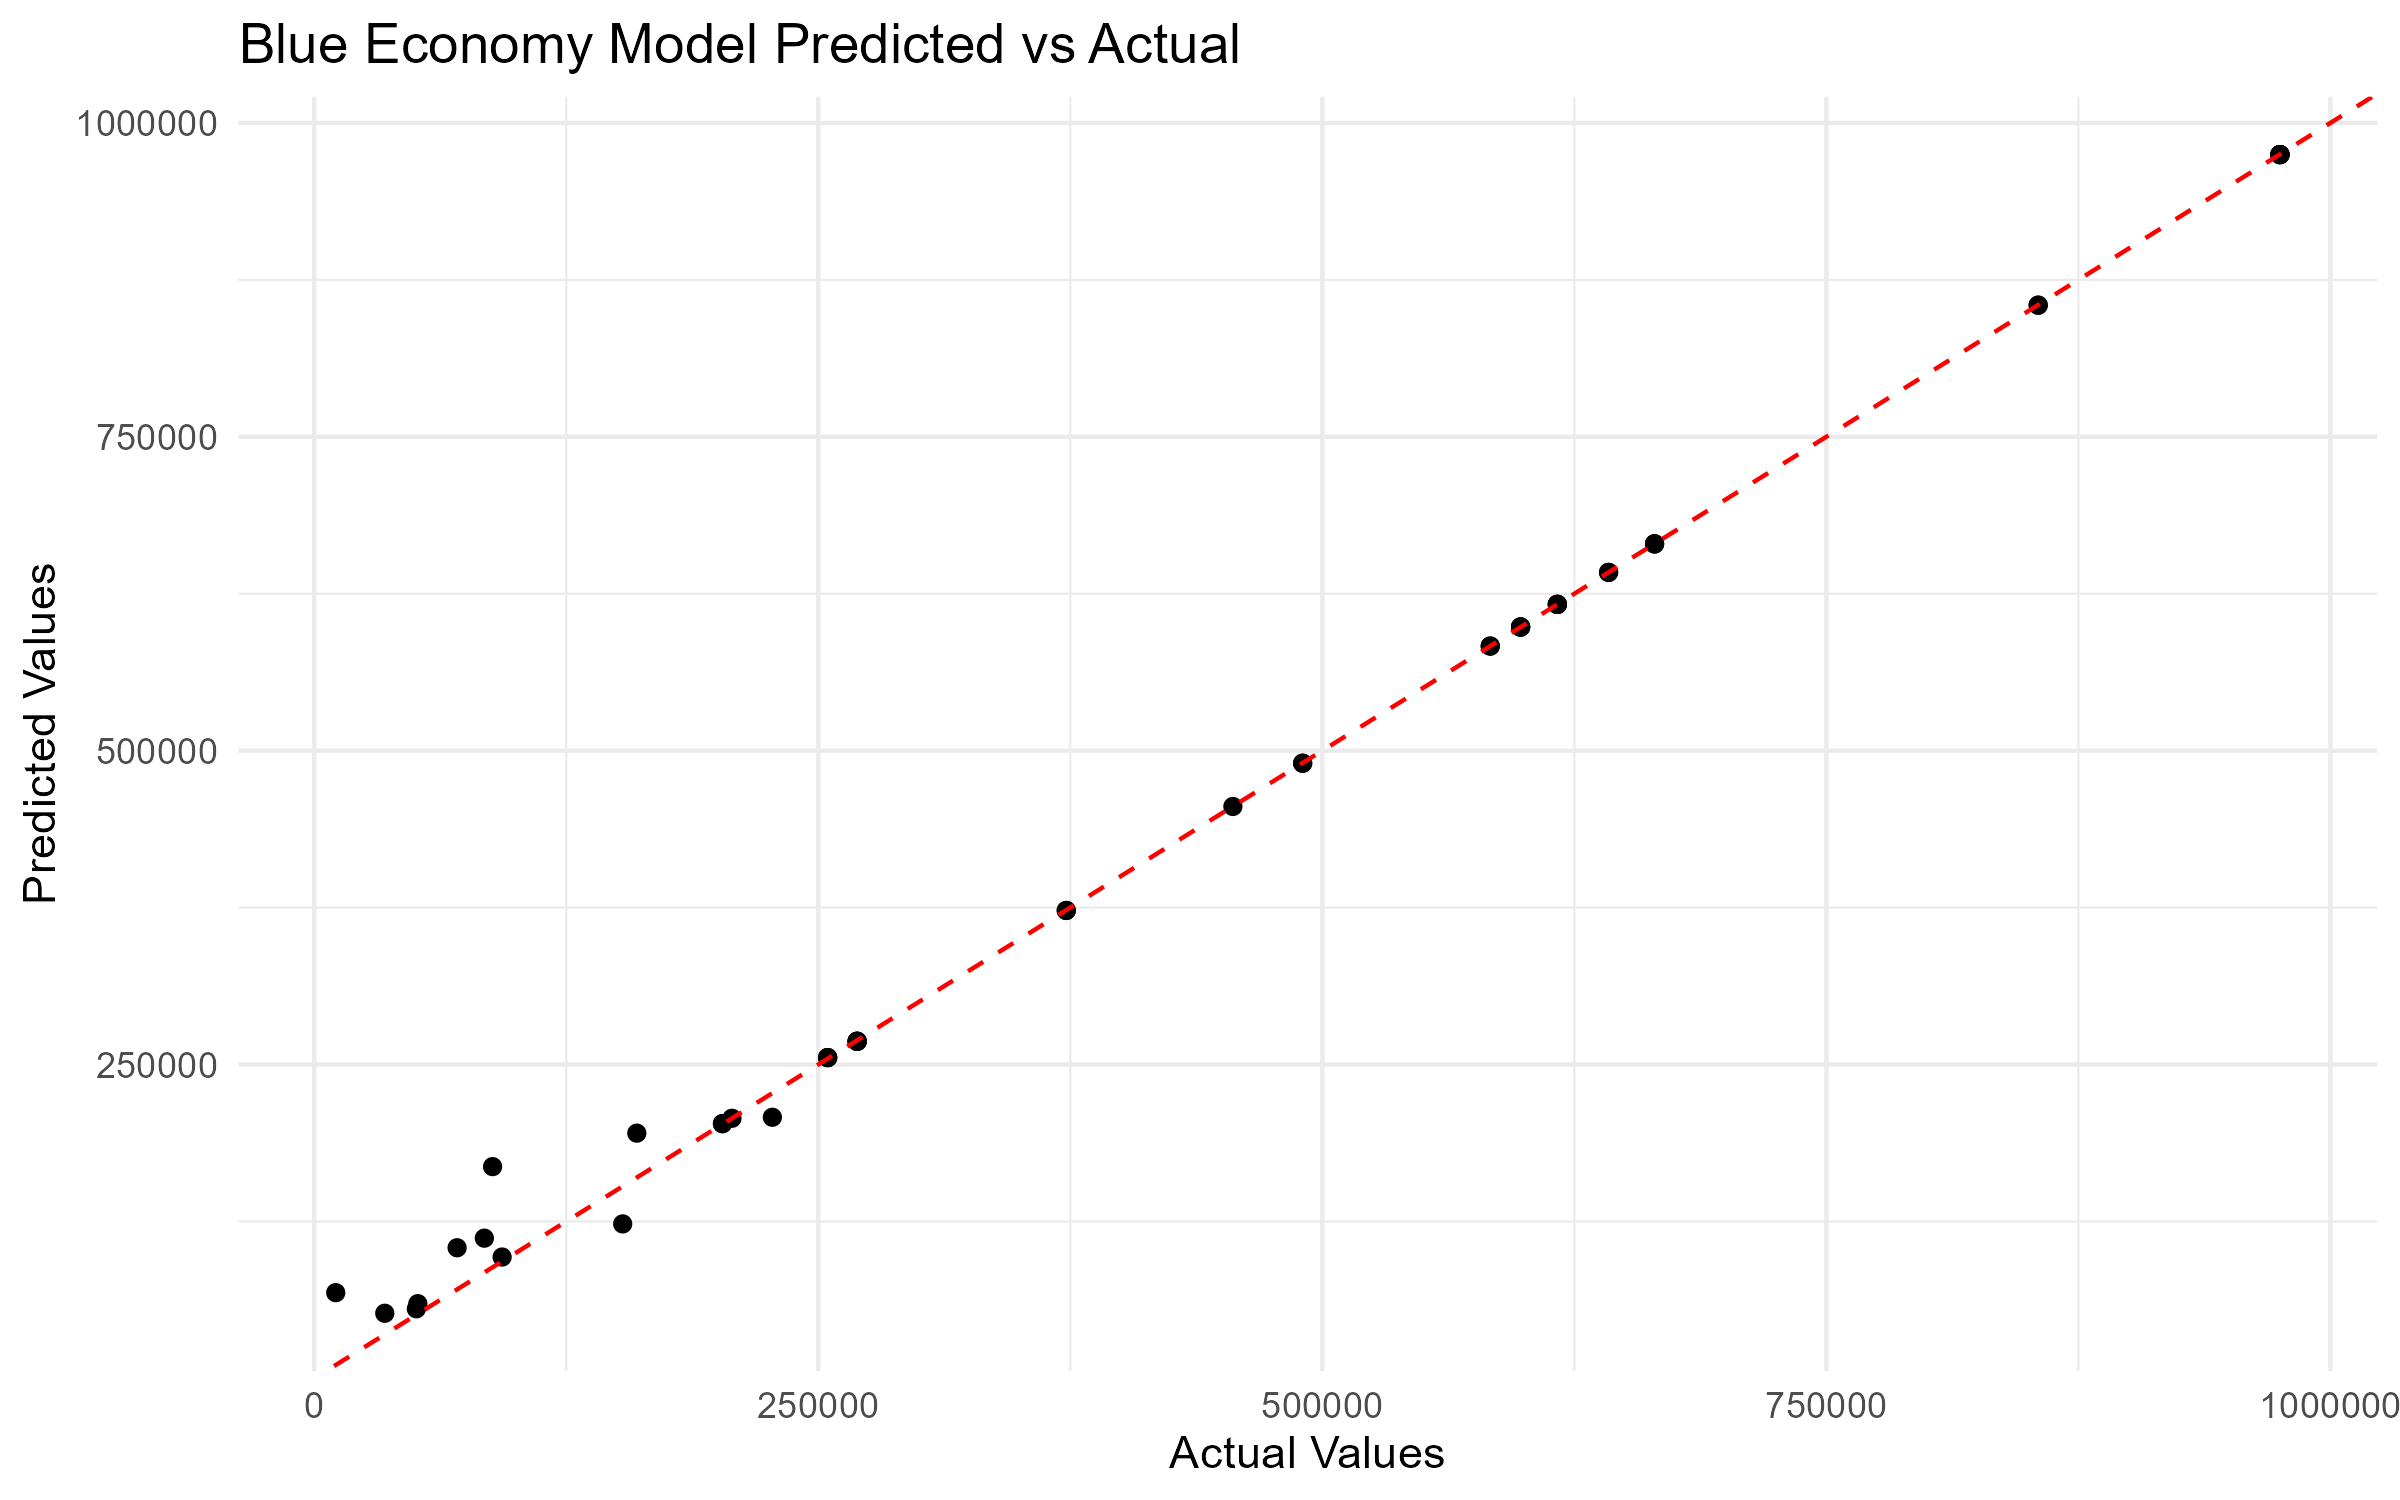 Blue Economy Model Predicted vs Actual
1000000
750000
500000
250000
Predicted Values
0 250000 500000 750000 1000000
Actual Values